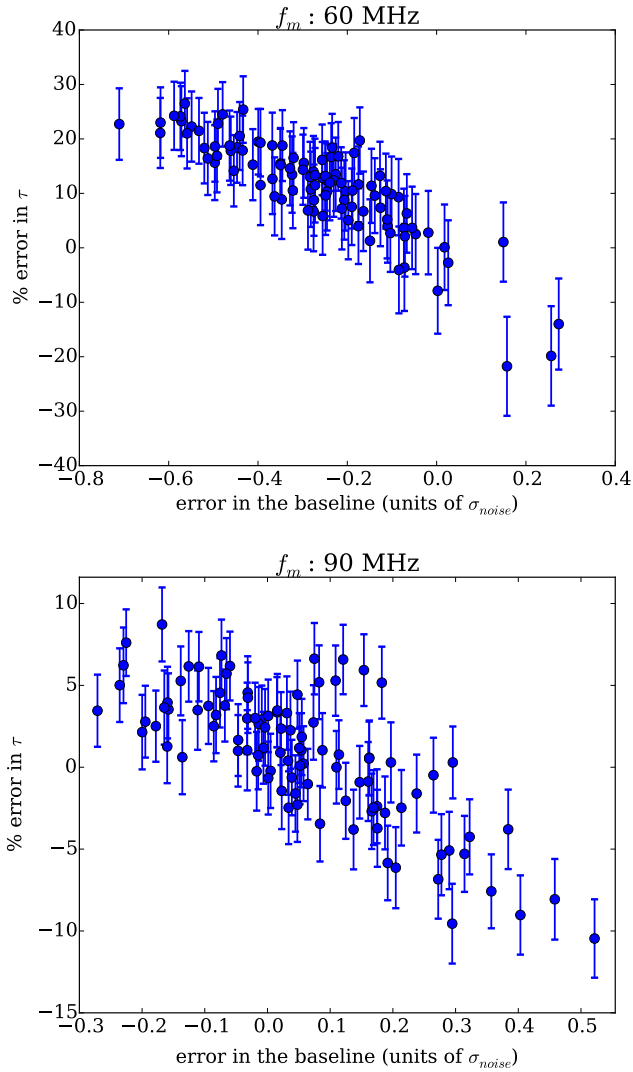 f_m : 60 MHz
40
30
20
10
0
−10
−20
−30
−40
% error in τ
−0.8 −0.6 −0.4 −0.2 0.0 0.2 0.4
error in the baseline (units of σ_noise)
f_m : 90 MHz
10
5
0
−5
−10
−15
% error in τ
−0.3 −0.2 −0.1 0.0 0.1 0.2 0.3 0.4 0.5
error in the baseline (units of σ_noise)